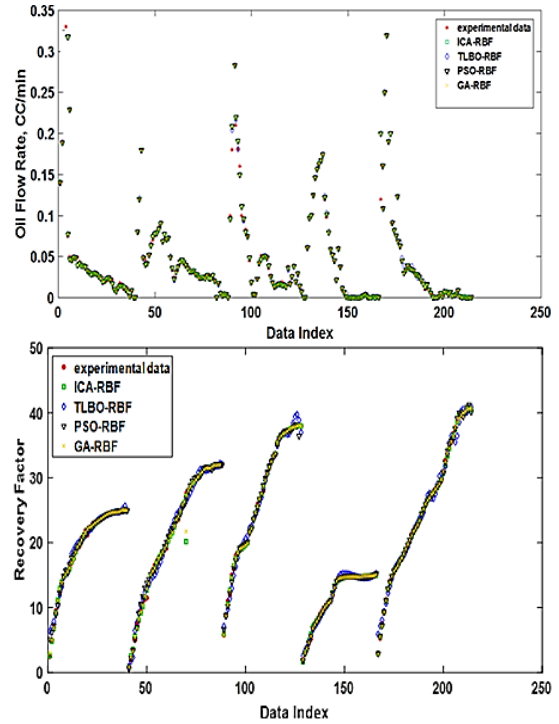 0.35
0.3
0.25
0.2
0.15
0.1
0.05
0
Oil Flow Rate, CC/min
experimental data
ICA-RBF
TLBO-RBF
PSO-RBF
GA-RBF
0 50 100 150 200 250
Data Index
50
40
30
20
10
0
Recovery Factor
experimental data
ICA-RBF
TLBO-RBF
PSO-RBF
GA-RBF
0 50 100 150 200 250
Data Index